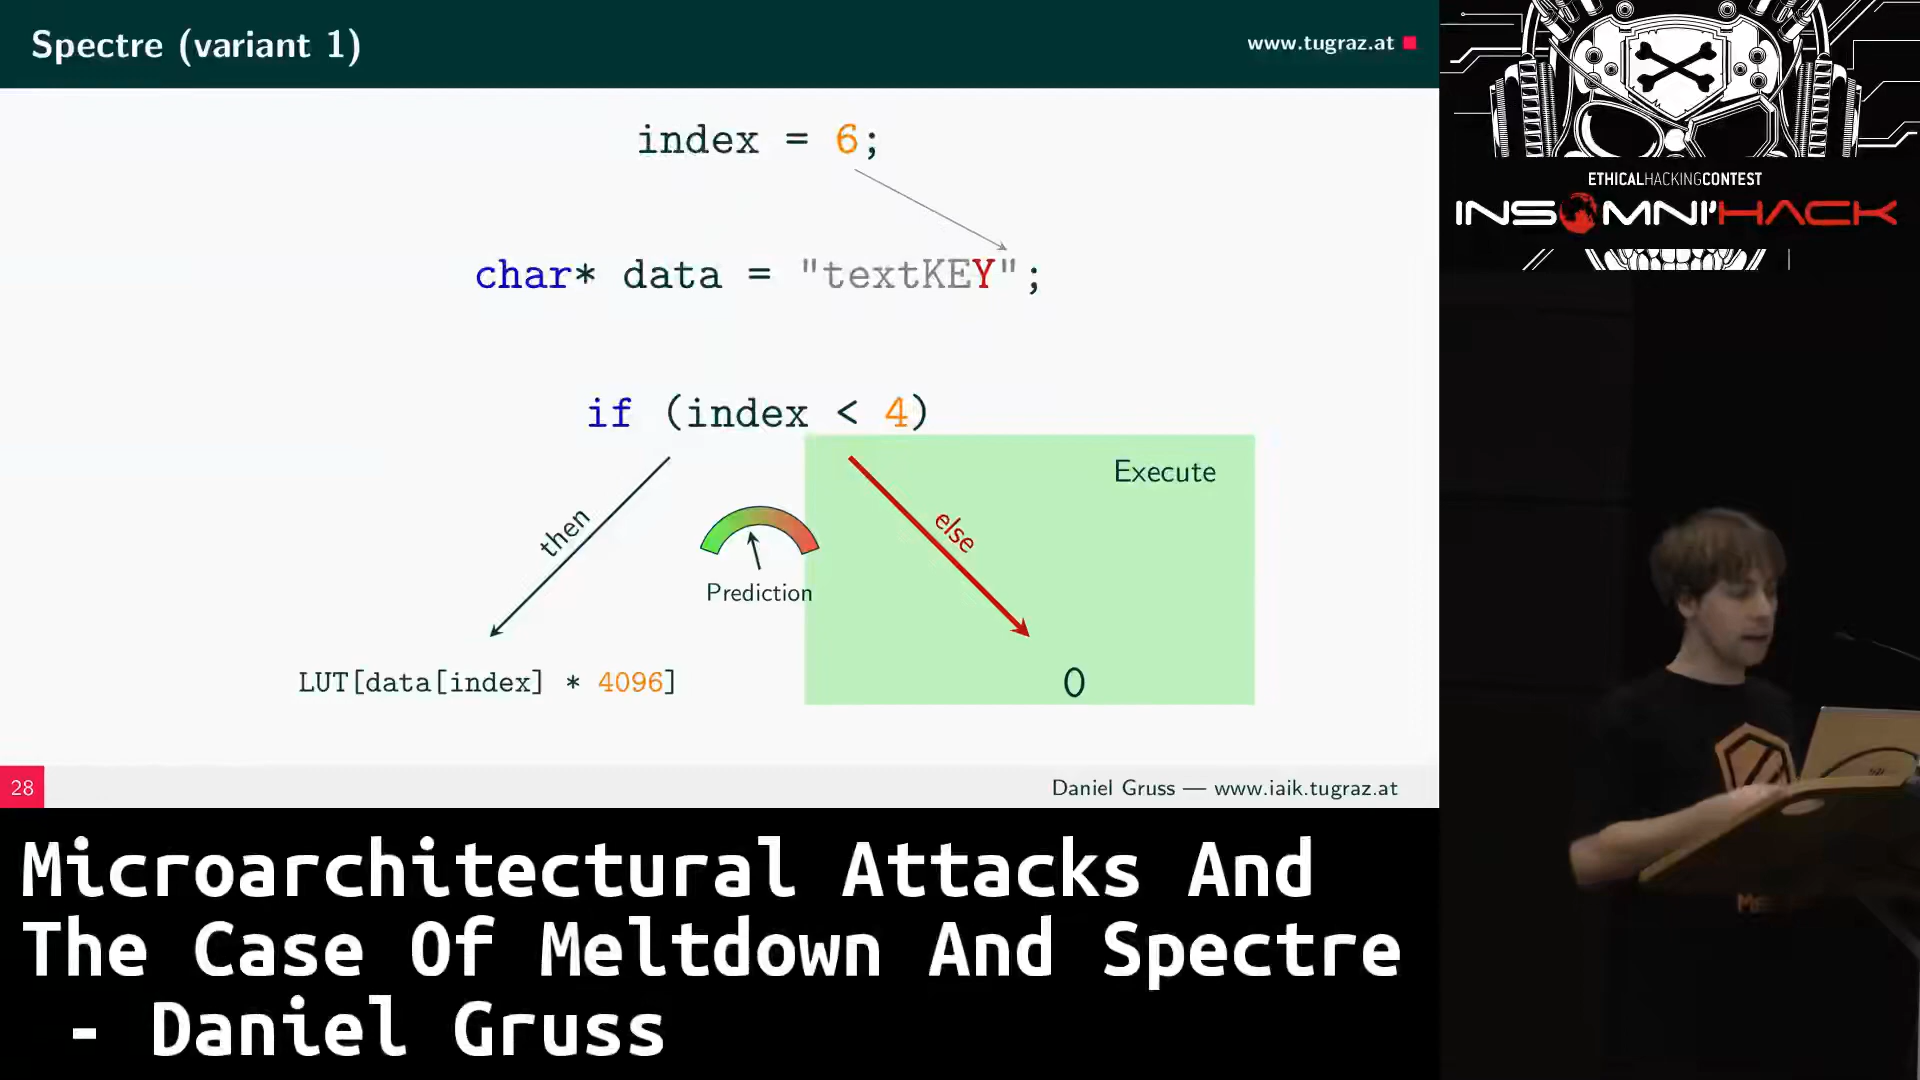 Spectre (variant 1)
www.tugraz.at
index = 6;
char* data = "textKEY";
if (index < 4)
Execute
then
else
Prediction
LUT[data[index] * 4096]
0
28
Daniel Gruss — www.iaik.tugraz.at
ETHICALHACKINGCONTEST
INSOMNI'HACK
Microarchitectural Attacks And
The Case Of Meltdown And Spectre
- Daniel Gruss